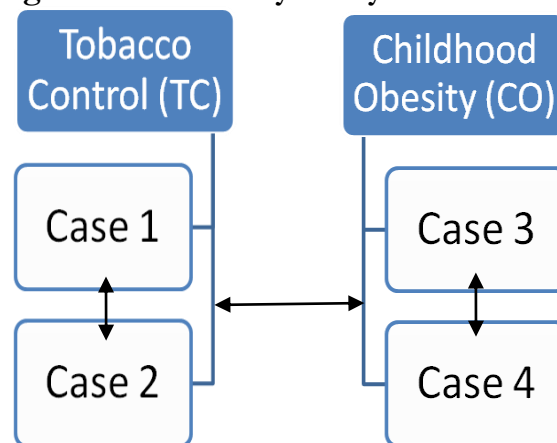 Tobacco
Control (TC)
Childhood
Obesity (CO)
Case 1
Case 3
Case 2
Case 4